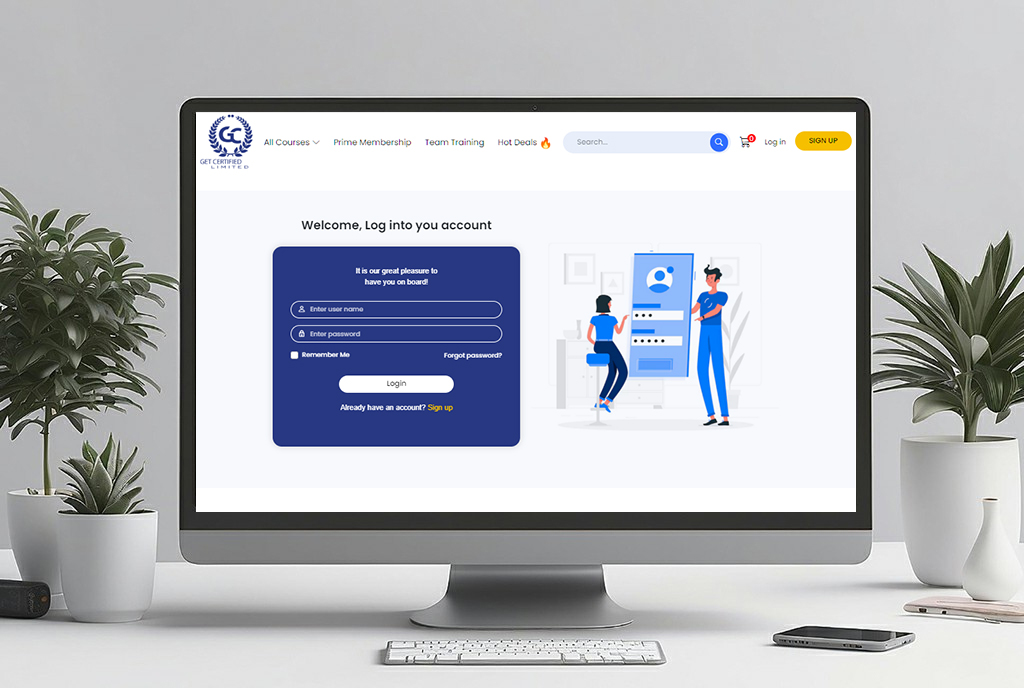 GC
GET CERTIFIED
LIMITED
All Courses
Prime Membership
Team Training
Hot Deals
Search...
0
Log in
SIGN UP
Welcome, Log into you account
It is our great pleasure to
have you on board!
Enter user name
Enter password
Remember Me
Forgot password?
Login
Already have an account? Sign up